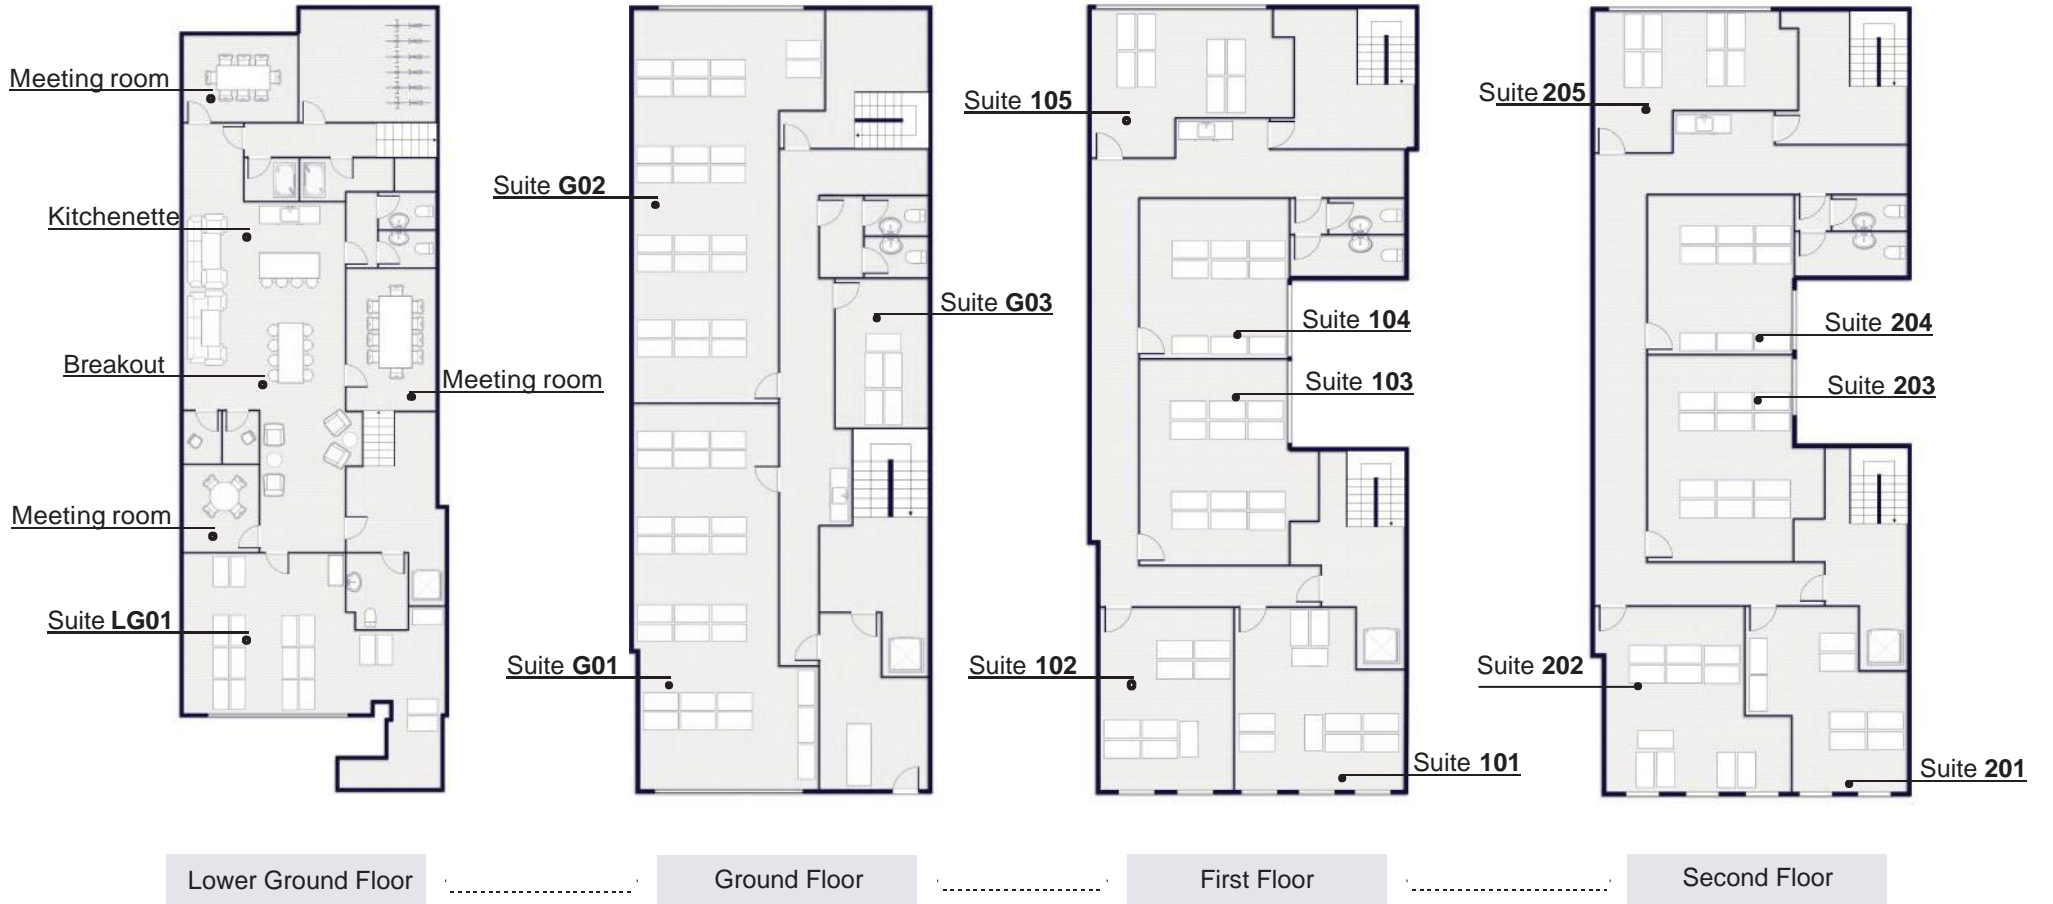 Meeting room
Kitchenette
Breakout
Meeting room
Meeting room
Suite LG01
Suite G02
Suite G03
Suite G01
Suite 105
Suite 104
Suite 103
Suite 102
Suite 101
Suite 205
Suite 204
Suite 203
Suite 202
Suite 201
Lower Ground Floor
Ground Floor
First Floor
Second Floor